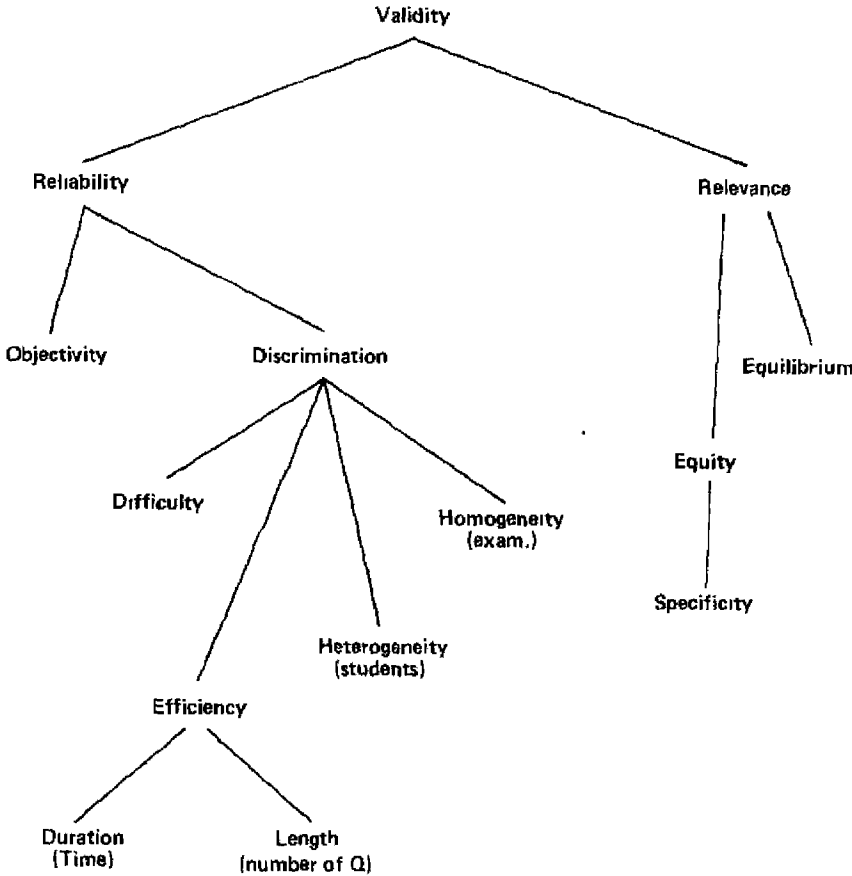 Validity
Reliability
Relevance
Objectivity
Discrimination
Equilibrium
Equity
Difficulty
Homogeneity
(exam.)
Specificity
Heterogeneity
(students)
Efficiency
Duration
(Time)
Length
(number of Q)